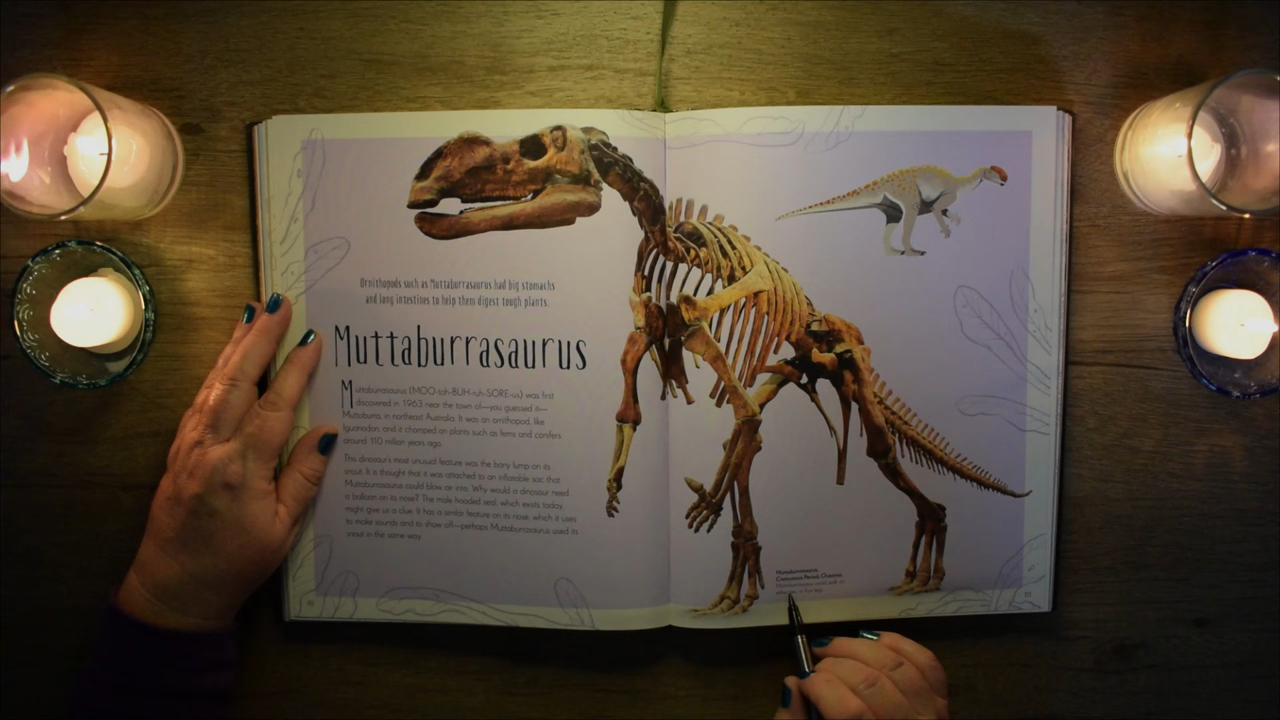 Ornithopods such as Muttaburrasaurus had big stomachs
and long intestines to help them digest tough plants.
Muttaburrasaurus
Muttaburrasaurus (MOO-tah-BUH-ruh-SORE-us) was first
discovered in 1963 near the town of—you guessed it—
Muttaburra, in northeast Australia. It was an ornithopod, like
Iguanodon, and it chomped on plants such as ferns and conifers
around 110 million years ago.
This dinosaur's most unusual feature was the bony lump on its
snout. It is thought that it was attached to an inflatable sac that
Muttaburrasaurus could blow air into. Why would a dinosaur need
a balloon on its nose? The male hooded seal, which exists today,
might give us a clue. It has a similar feature on its nose, which it uses
to make sounds and to show off—perhaps Muttaburrasaurus used its
snout in the same way.
Muttaburrasaurus,
Cretaceous Period, Queensland
Muttaburrasaurus could walk on